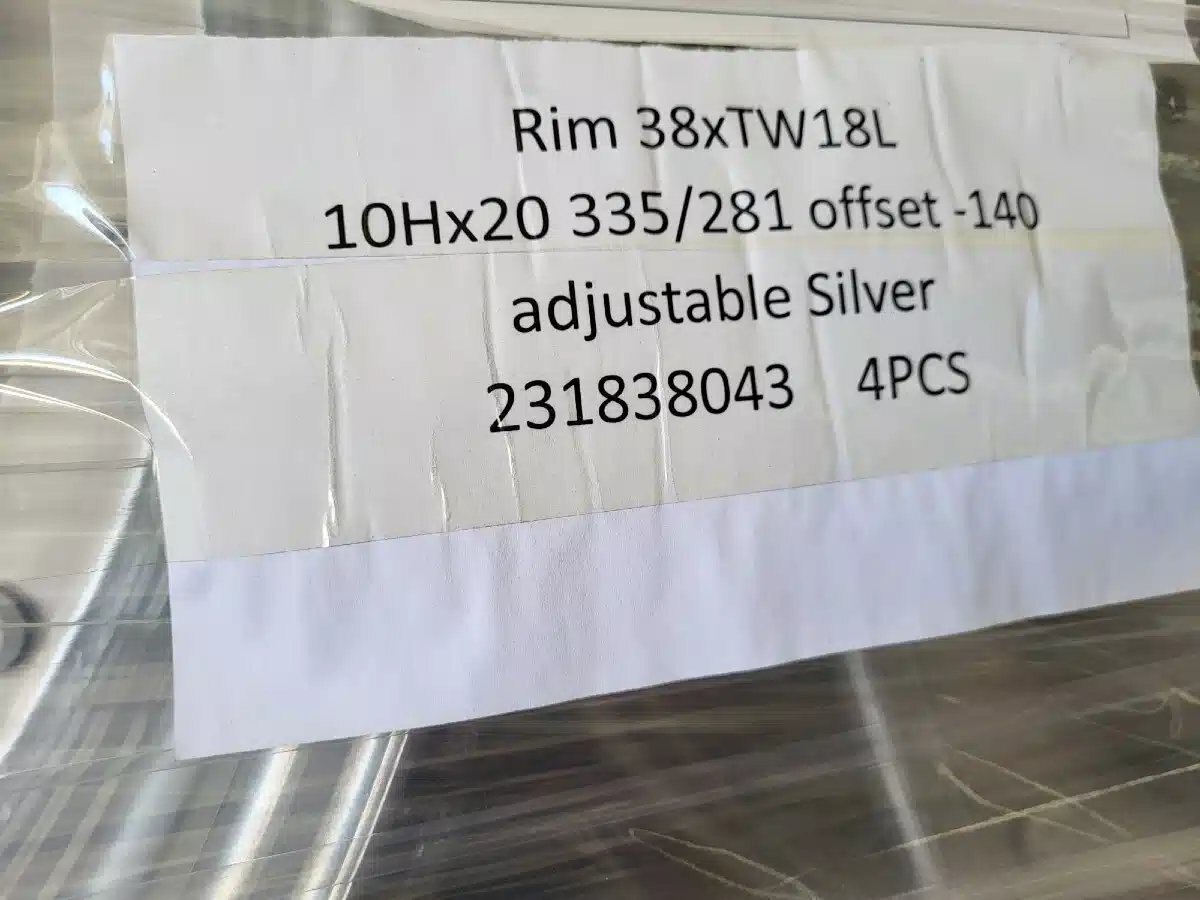 Rim 38xTW18L
10Hx20 335/281 offset -140
adjustable Silver
231838043 4PCS